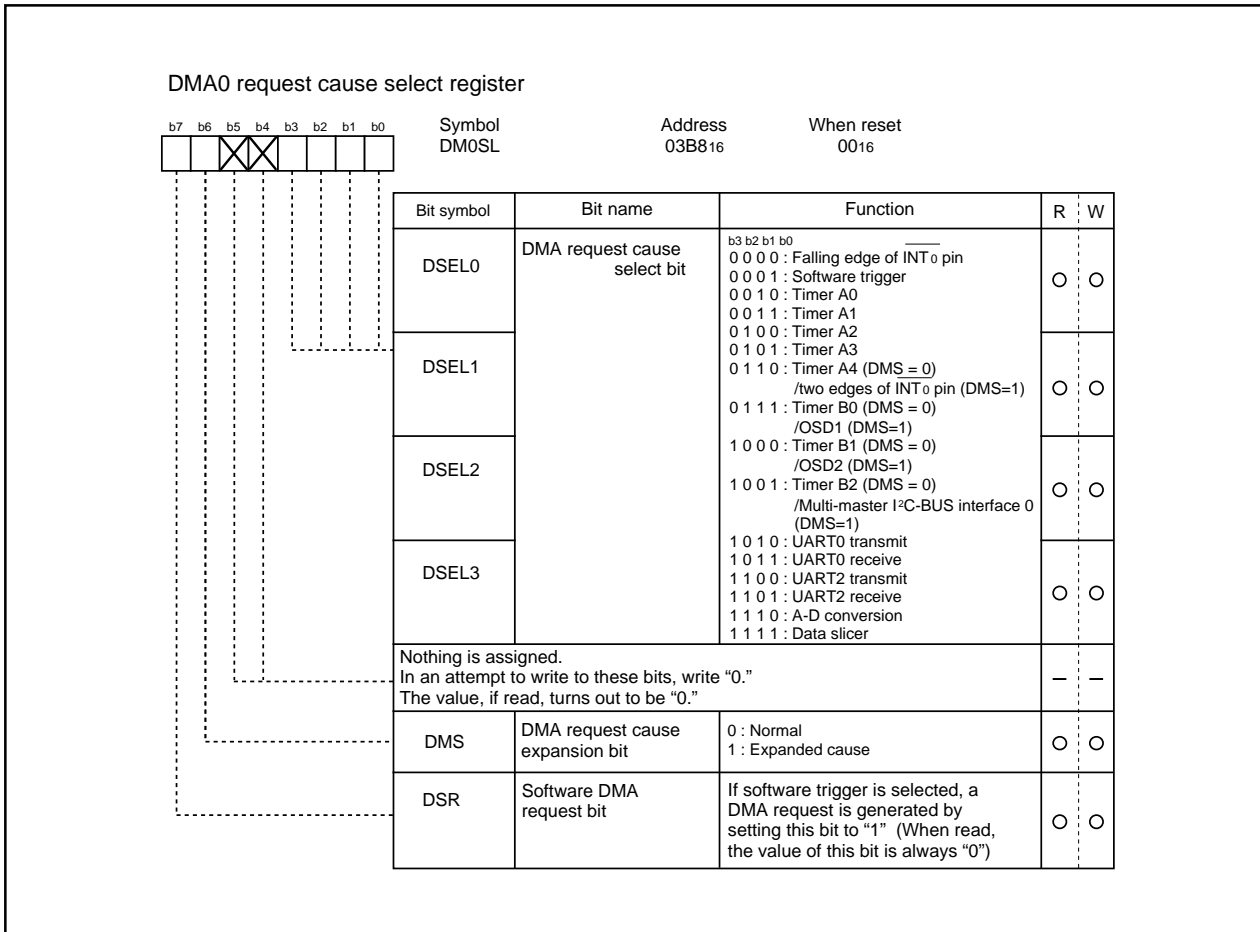 DMA0 request cause select register
b7 b6 b5 b4 b3 b2 b1 b0
Symbol Address When reset
DM0SL 03B816 0016
Bit symbol Bit name Function R W
DSEL0
DSEL1
DSEL2
DSEL3
DMA request cause
select bit
b3 b2 b1 b0
0 0 0 0 : Falling edge of INT0 pin
0 0 0 1 : Software trigger
0 0 1 0 : Timer A0
0 0 1 1 : Timer A1
0 1 0 0 : Timer A2
0 1 0 1 : Timer A3
0 1 1 0 : Timer A4 (DMS = 0)
/two edges of INT0 pin (DMS=1)
0 1 1 1 : Timer B0 (DMS = 0)
/OSD1 (DMS=1)
1 0 0 0 : Timer B1 (DMS = 0)
/OSD2 (DMS=1)
1 0 0 1 : Timer B2 (DMS = 0)
/Multi-master I²C-BUS interface 0
(DMS=1)
1 0 1 0 : UART0 transmit
1 0 1 1 : UART0 receive
1 1 0 0 : UART2 transmit
1 1 0 1 : UART2 receive
1 1 1 0 : A-D conversion
1 1 1 1 : Data slicer
Nothing is assigned.
In an attempt to write to these bits, write “0.”
The value, if read, turns out to be “0.”
– –
DMS
DMA request cause
expansion bit
0 : Normal
1 : Expanded cause
DSR
Software DMA
request bit
If software trigger is selected, a
DMA request is generated by
setting this bit to “1” (When read,
the value of this bit is always “0”)